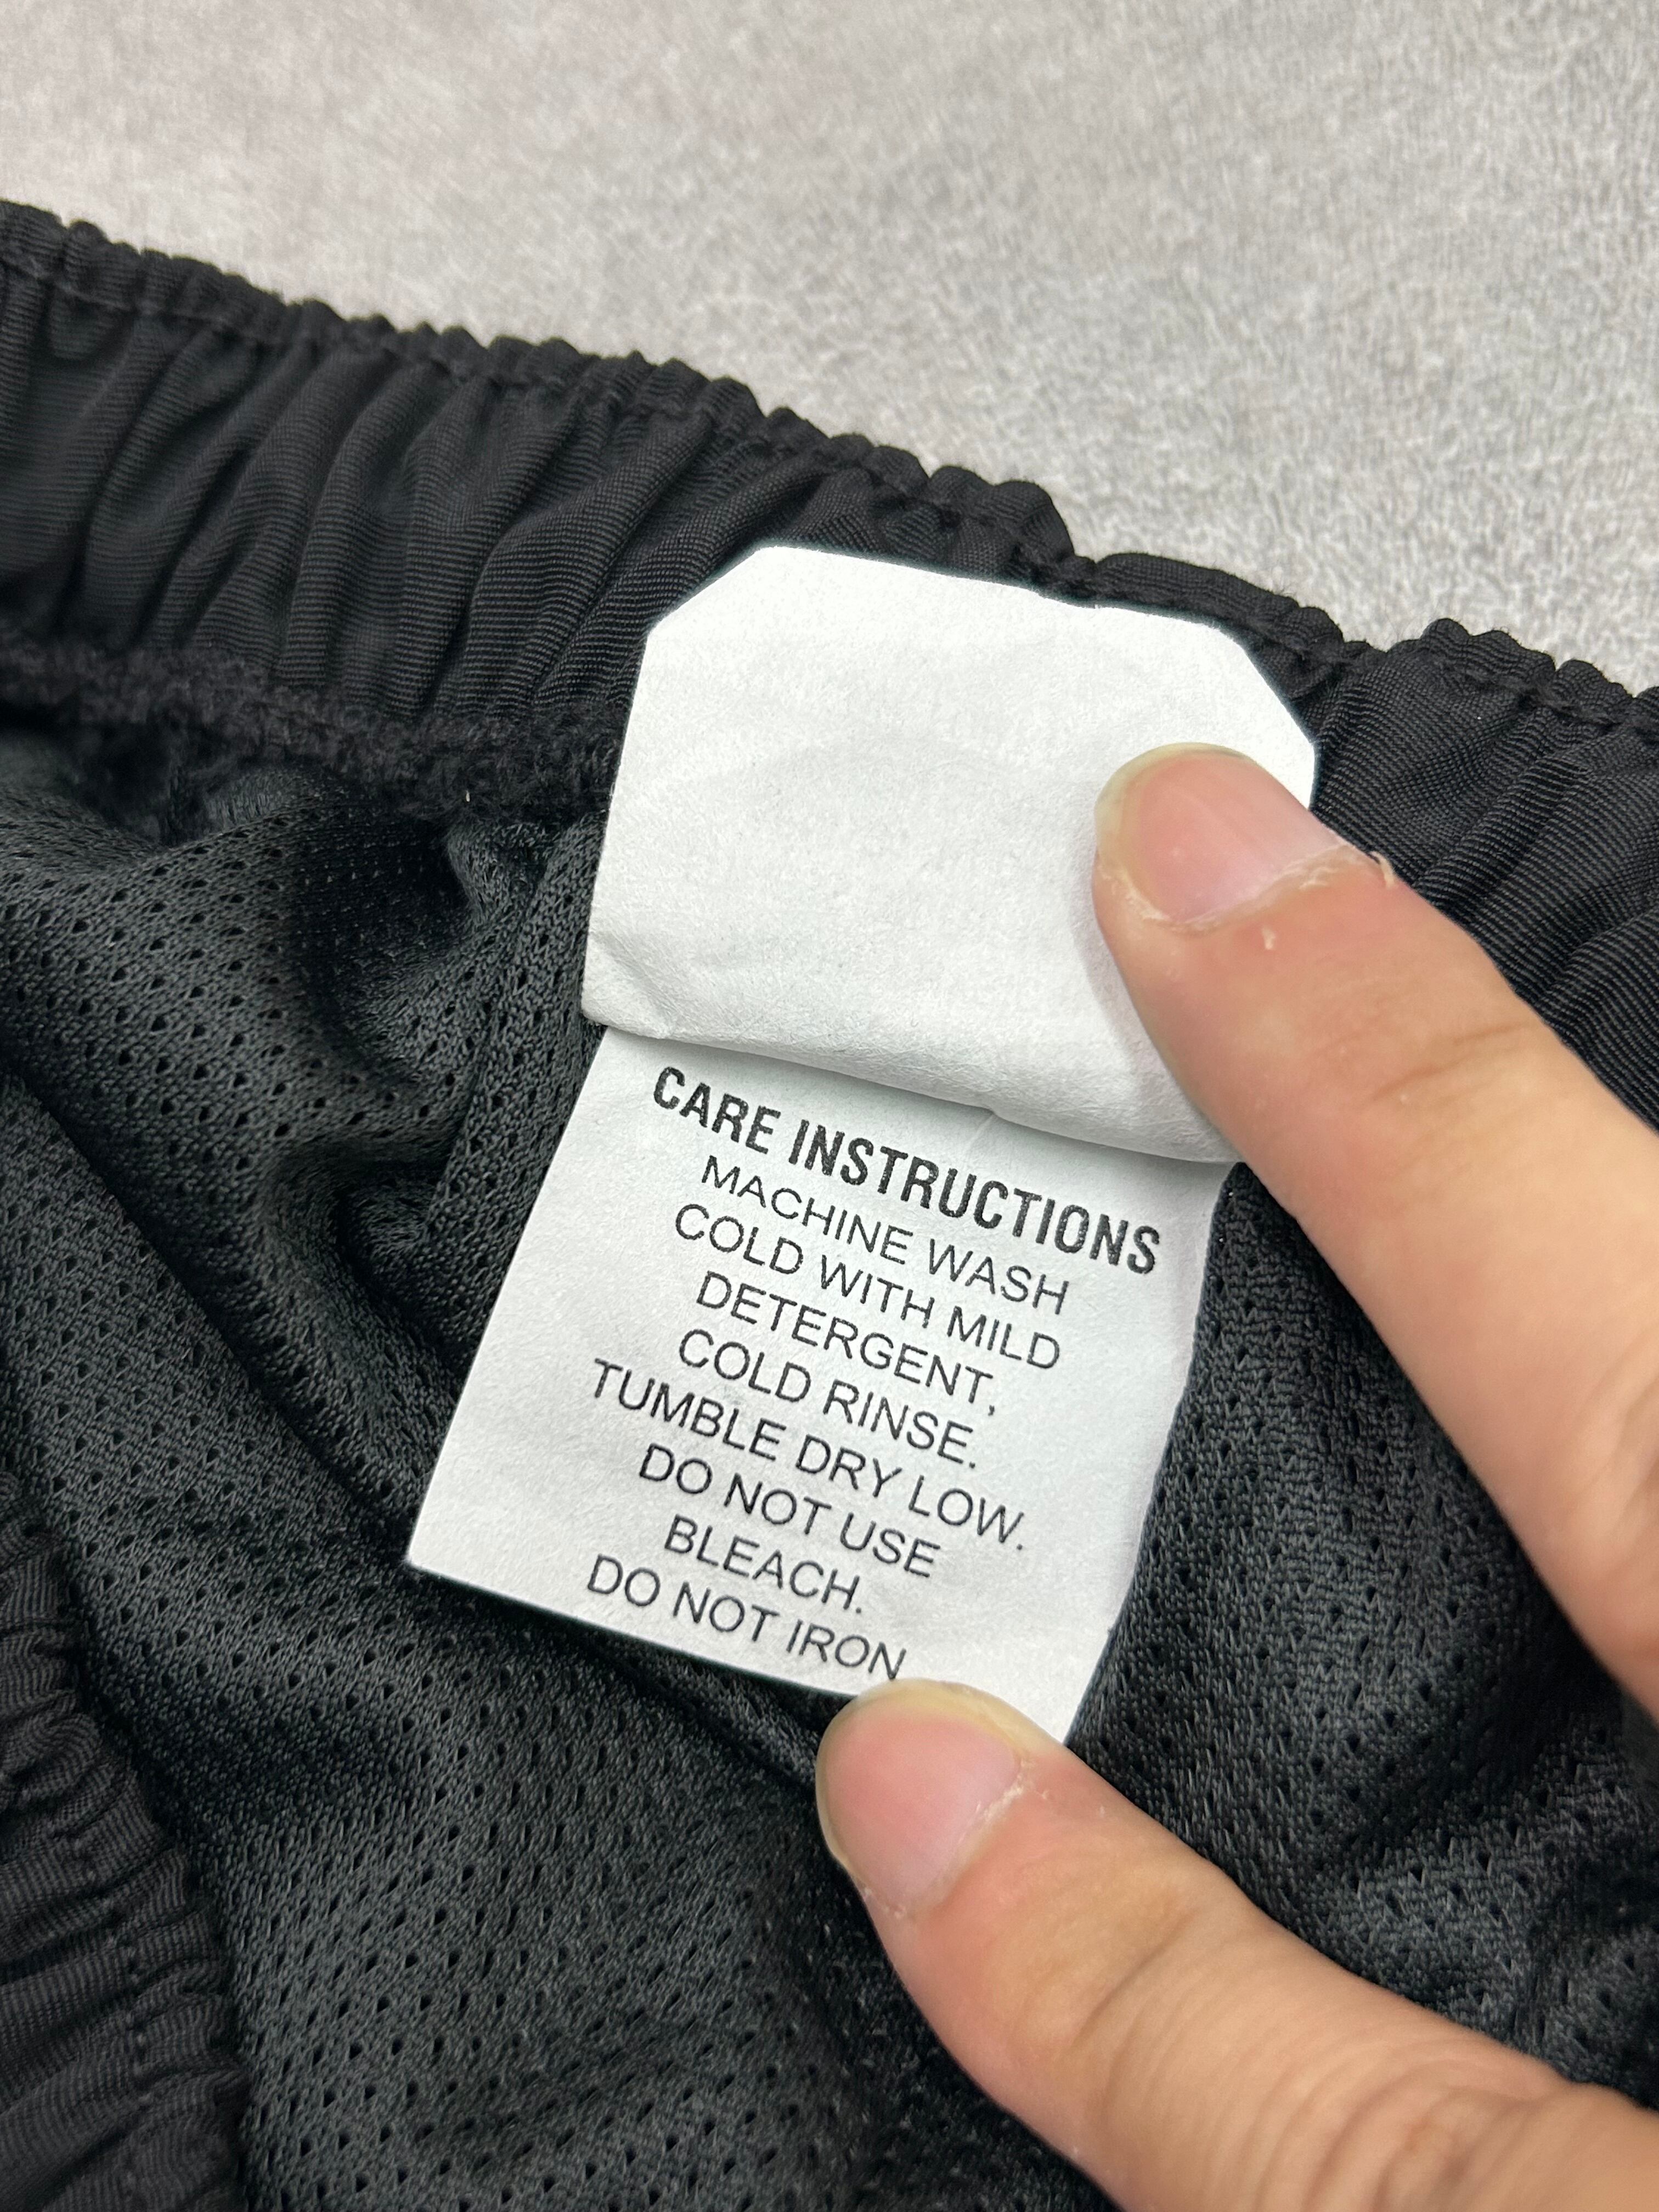 CARE INSTRUCTIONS
MACHINE WASH
COLD WITH MILD
DETERGENT,
COLD RINSE.
TUMBLE DRY LOW.
DO NOT USE
BLEACH.
DO NOT IRON